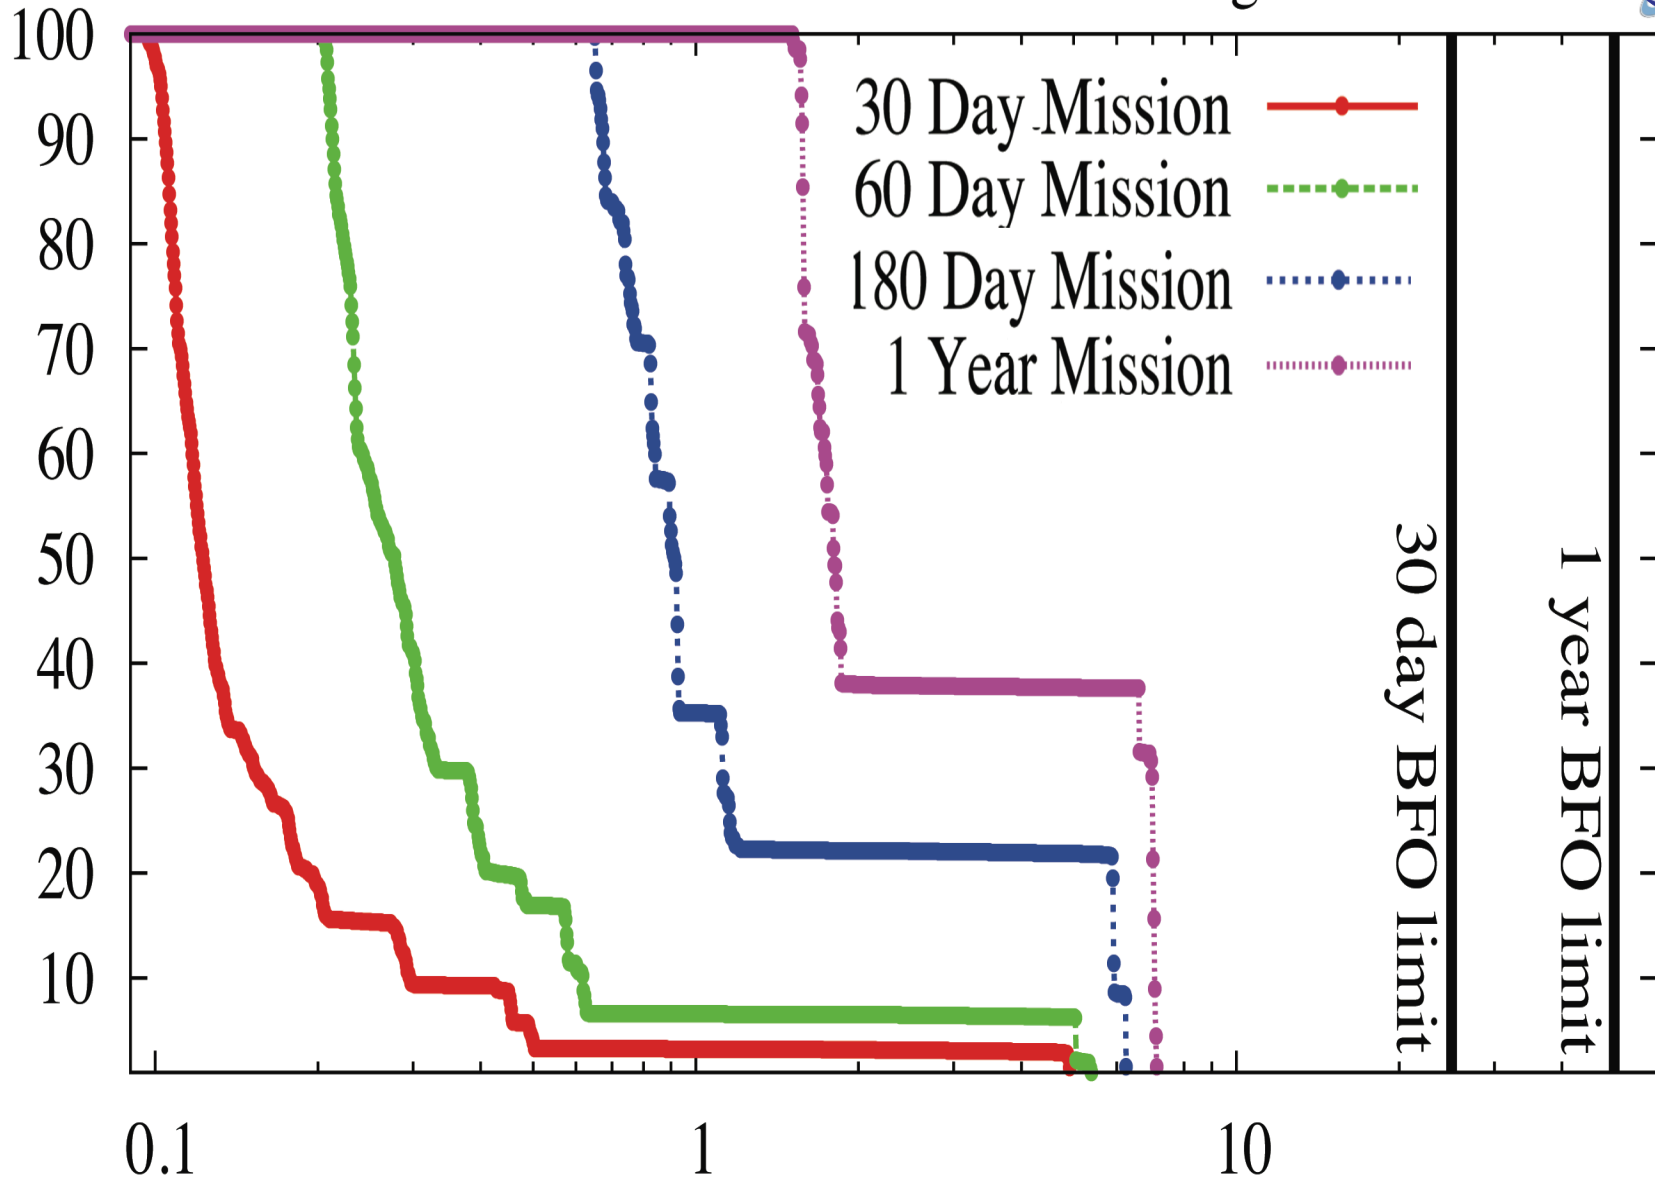 100
90
80
70
60
50
40
30
20
10
30 Day Mission
60 Day Mission
180 Day Mission
1 Year Mission
30 day BFO limit
1 year BFO limit
0.1
1
10